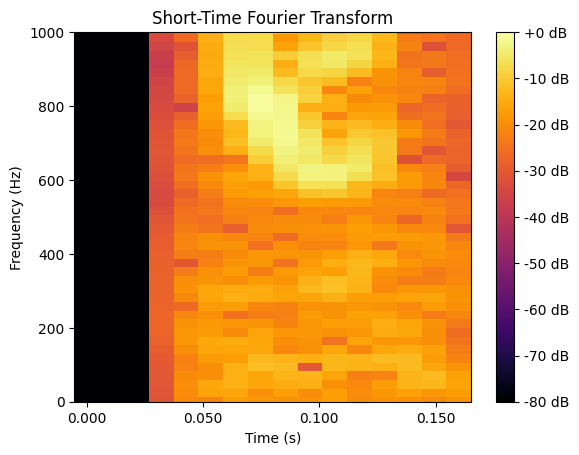 Short-Time Fourier Transform
1000
800
600
400
200
0
Frequency (Hz)
0.000
0.050
0.100
0.150
Time (s)
+0 dB
-10 dB
-20 dB
-30 dB
-40 dB
-50 dB
-60 dB
-70 dB
-80 dB